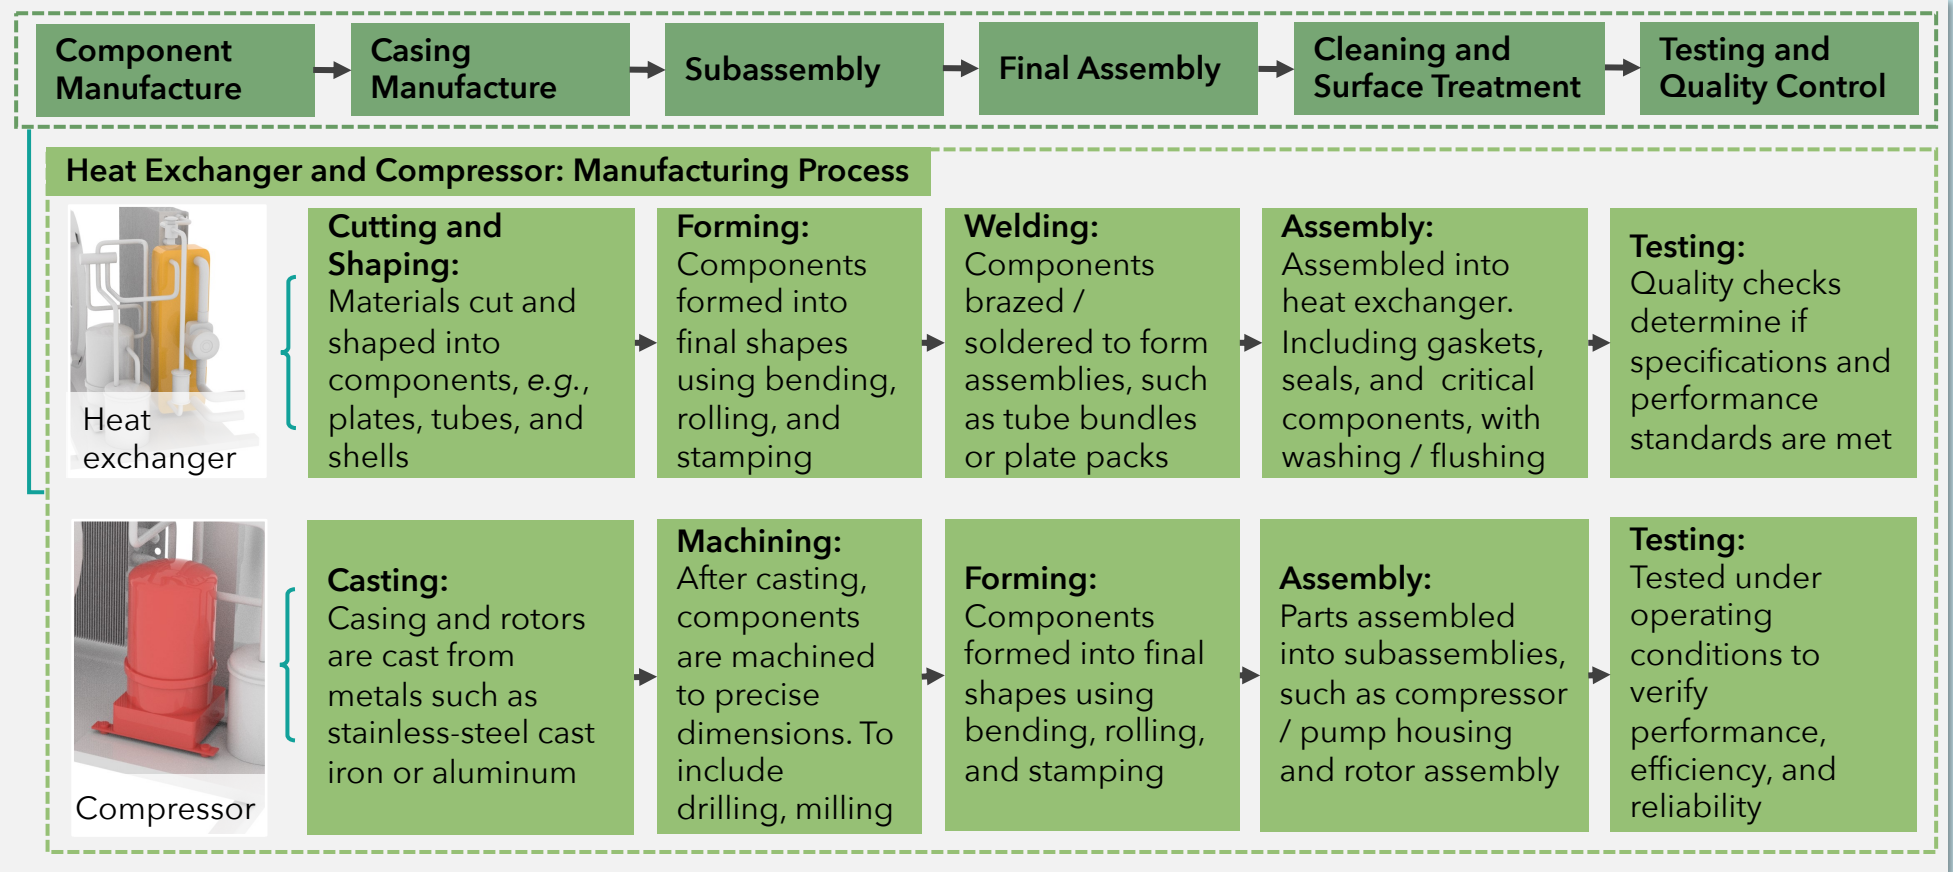 Component
Manufacture
Casing
Manufacture
Subassembly
Final Assembly
Cleaning and
Surface Treatment
Testing and
Quality Control
Heat Exchanger and Compressor: Manufacturing Process
Heat
exchanger
Cutting and
Shaping:
Materials cut and
shaped into
components, e.g.,
plates, tubes, and
shells
Forming:
Components
formed into
final shapes
using bending,
rolling, and
stamping
Welding:
Components
brazed /
soldered to form
assemblies, such
as tube bundles
or plate packs
Assembly:
Assembled into
heat exchanger.
Including gaskets,
seals, and critical
components, with
washing / flushing
Testing:
Quality checks
determine if
specifications and
performance
standards are met
Compressor
Casting:
Casing and rotors
are cast from
metals such as
stainless-steel cast
iron or aluminum
Machining:
After casting,
components
are machined
to precise
dimensions. To
include
drilling, milling
Forming:
Components
formed into final
shapes using
bending, rolling,
and stamping
Assembly:
Parts assembled
into subassemblies,
such as compressor
/ pump housing
and rotor assembly
Testing:
Tested under
operating
conditions to
verify
performance,
efficiency, and
reliability